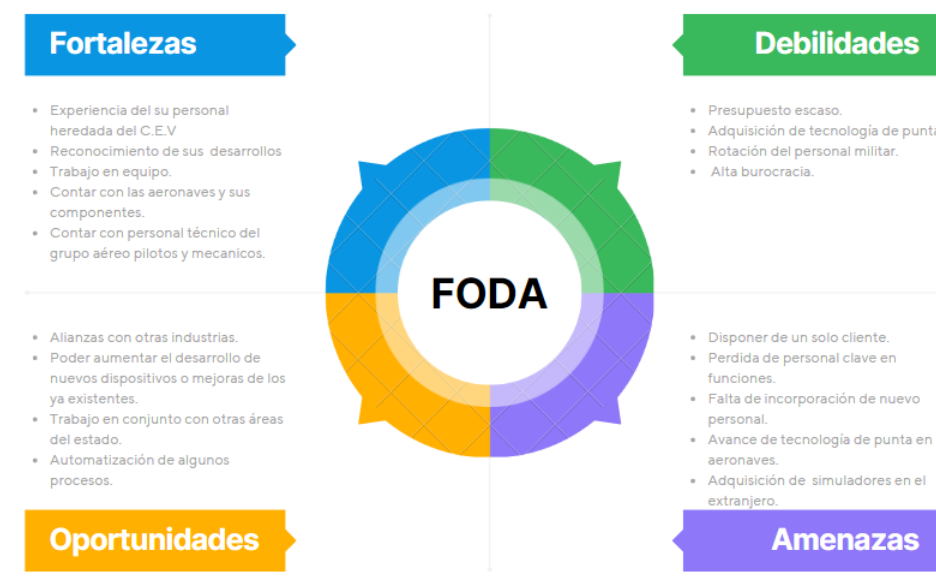 Fortalezas
Experiencia del su personal
heredada del C.E.V
Reconocimiento de sus desarrollos
Trabajo en equipo.
Contar con las aeronaves y sus
componentes.
Contar con personal técnico del
grupo aéreo pilotos y mecanicos.
Debilidades
Presupuesto escaso.
Adquisición de tecnología de punta
Rotación del personal militar.
Alta burocracia.
FODA
Alianzas con otras industrias.
Poder aumentar el desarrollo de
nuevos dispositivos o mejoras de los
ya existentes.
Trabajo en conjunto con otras áreas
del estado.
Automatización de algunos
procesos.
Oportunidades
Disponer de un solo cliente.
Perdida de personal clave en
funciones.
Falta de incorporación de nuevo
personal.
Avance de tecnología de punta en
aeronaves.
Adquisición de simuladores en el
extranjero.
Amenazas